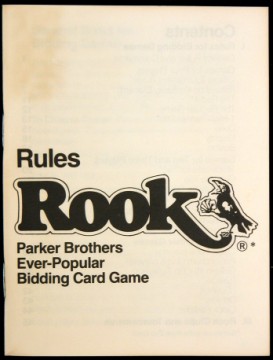 Rules
ROOK
®*
Parker Brothers
Ever-Popular
Bidding Card Game